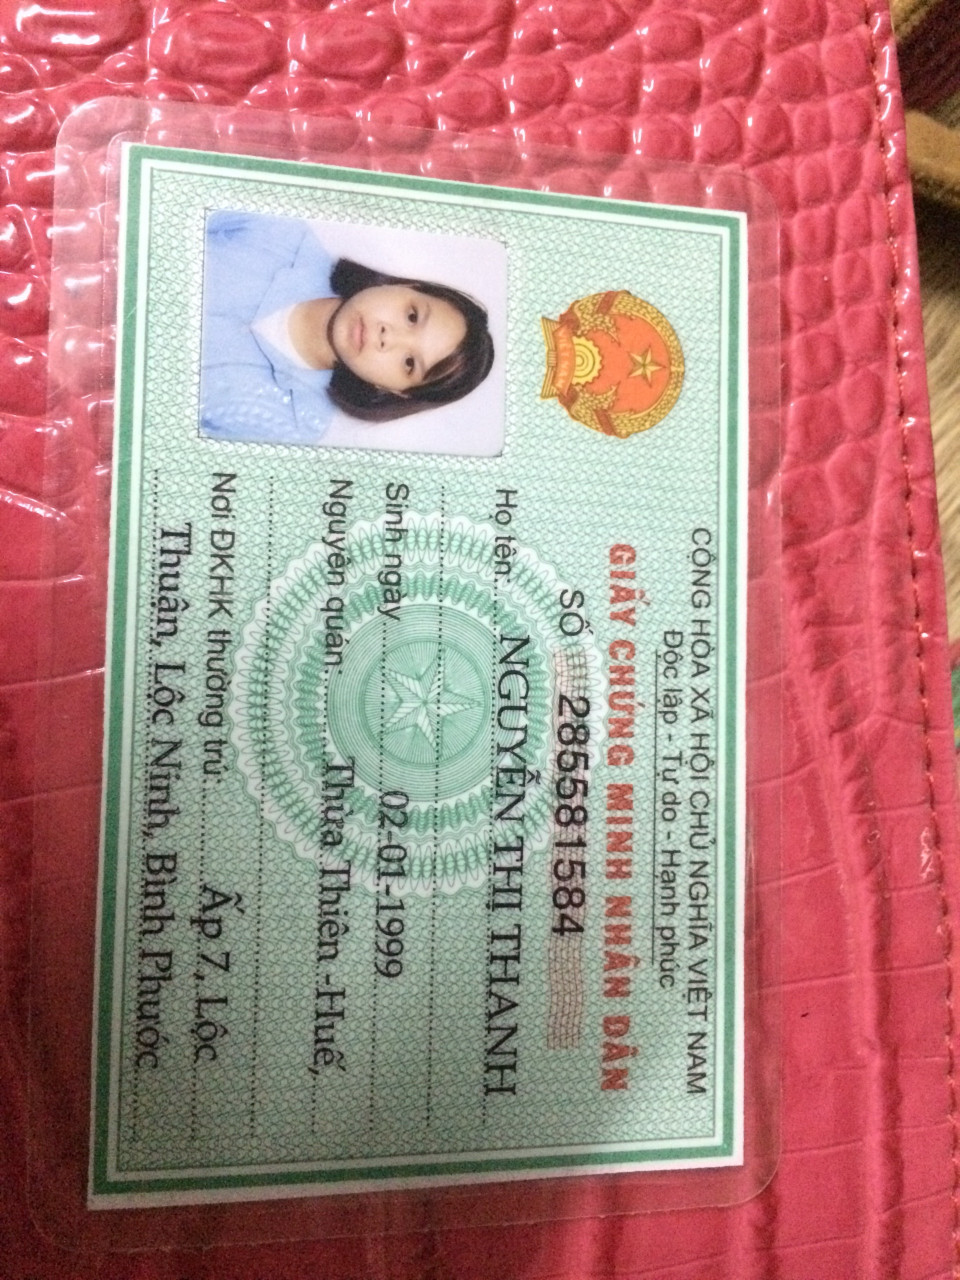 CỘNG HÒA XÃ HỘI CHỦ NGHĨA VIỆT NAM
Độc lập - Tự do - Hạnh phúc
GIẤY CHỨNG MINH NHÂN DÂN
SỐ 285581584
Họ tên: NGUYỄN THỊ THANH
Sinh ngày 02-01-1999
Nguyên quán: Thừa Thiên -Huế,
Nơi ĐKHK thường trú: Ấp 7, Lộc
Thuân, Lộc Ninh, Bình Phước